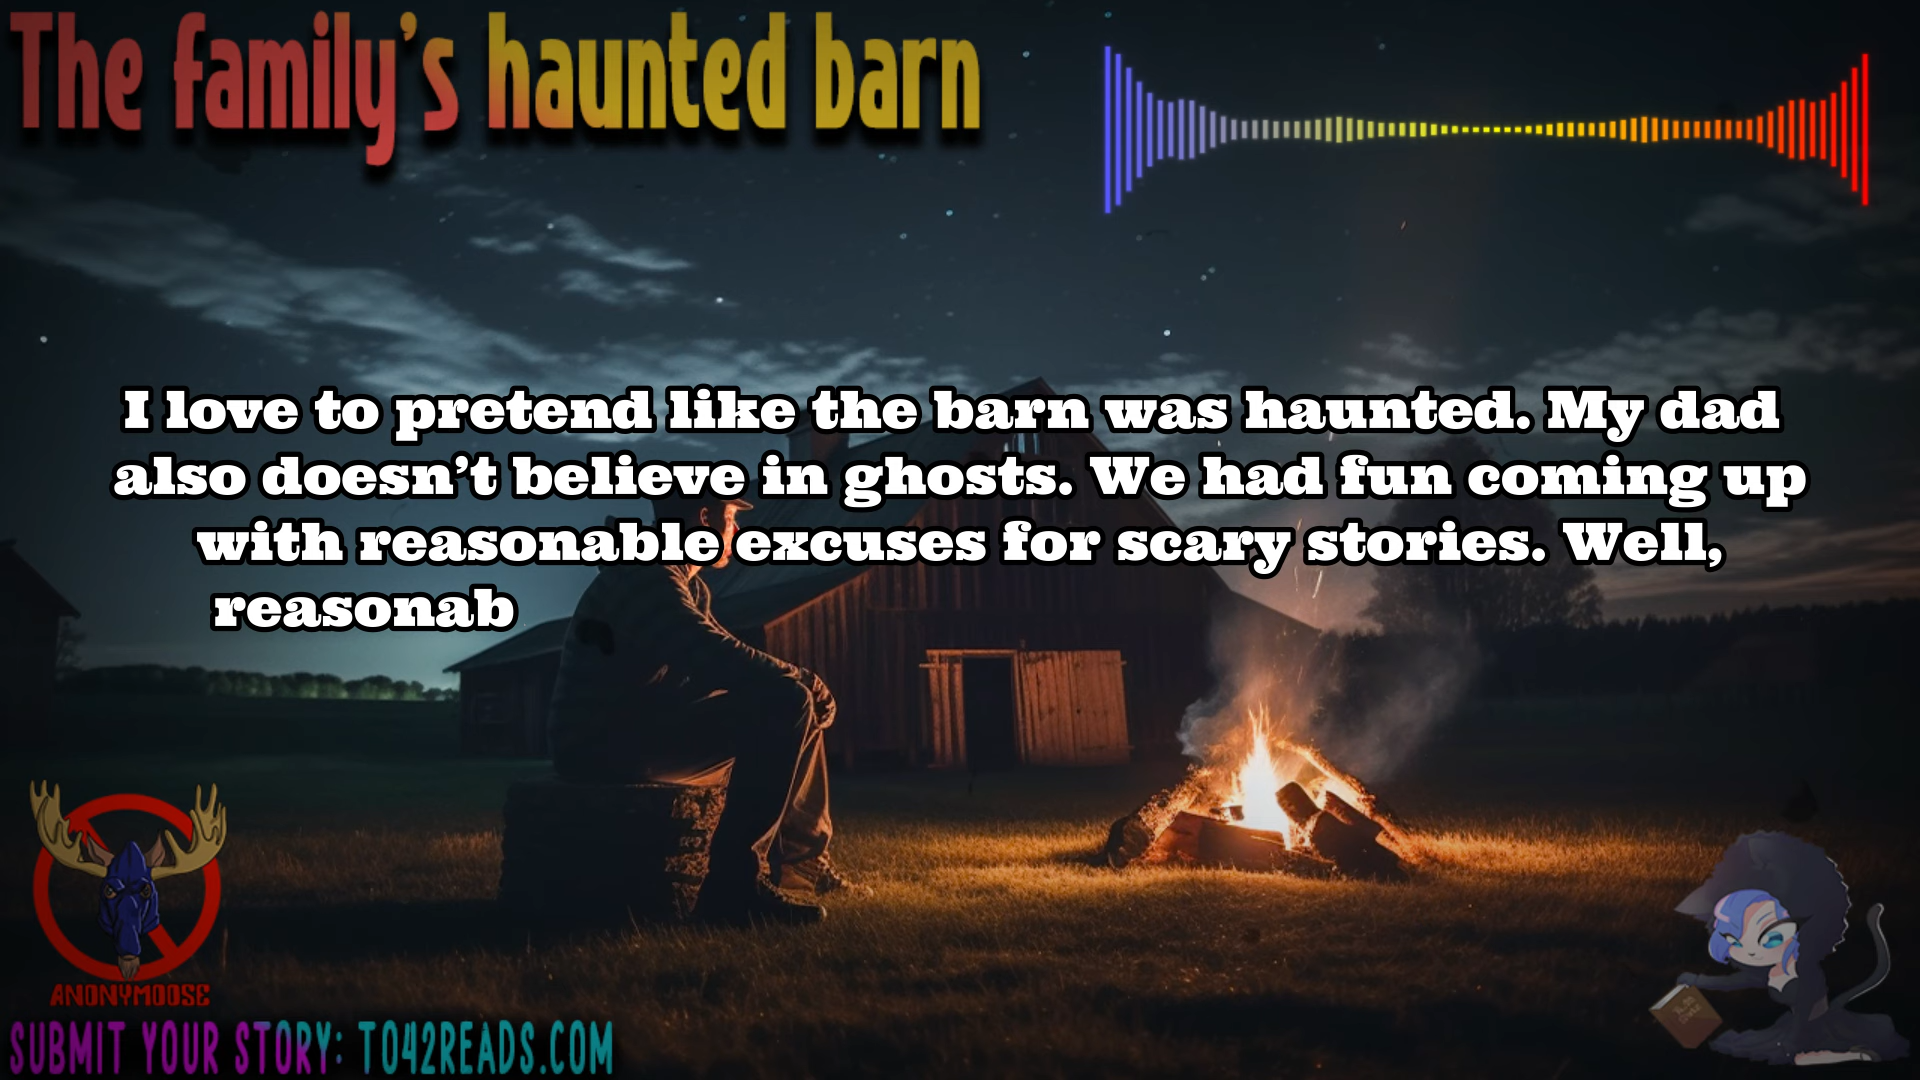 The family's haunted barn
I love to pretend like the barn was haunted. My dad
also doesn't believe in ghosts. We had fun coming up
with reasonable excuses for scary stories. Well,
reasonab
ANONYMOOSE
SUBMIT YOUR STORY: TO42READS.COM